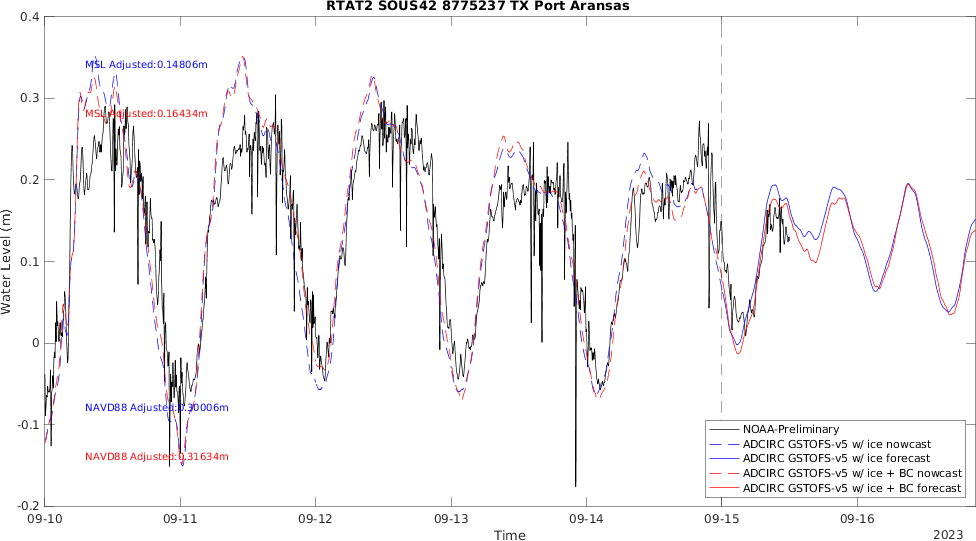 RTAT2 SOUS42 8775237 TX Port Aransas
Water Level (m)
0.4
0.3
0.2
0.1
0
-0.1
-0.2
MSL Adjusted:0.14806m
MSL Adjusted:0.16434m
NAVD88 Adjusted:0.30006m
NAVD88 Adjusted:0.31634m
NOAA-Preliminary
ADCIRC GSTOFS-v5 w/ ice nowcast
ADCIRC GSTOFS-v5 w/ ice forecast
ADCIRC GSTOFS-v5 w/ ice + BC nowcast
ADCIRC GSTOFS-v5 w/ ice + BC forecast
09-10 09-11 09-12 09-13 09-14 09-15 09-16
Time
2023